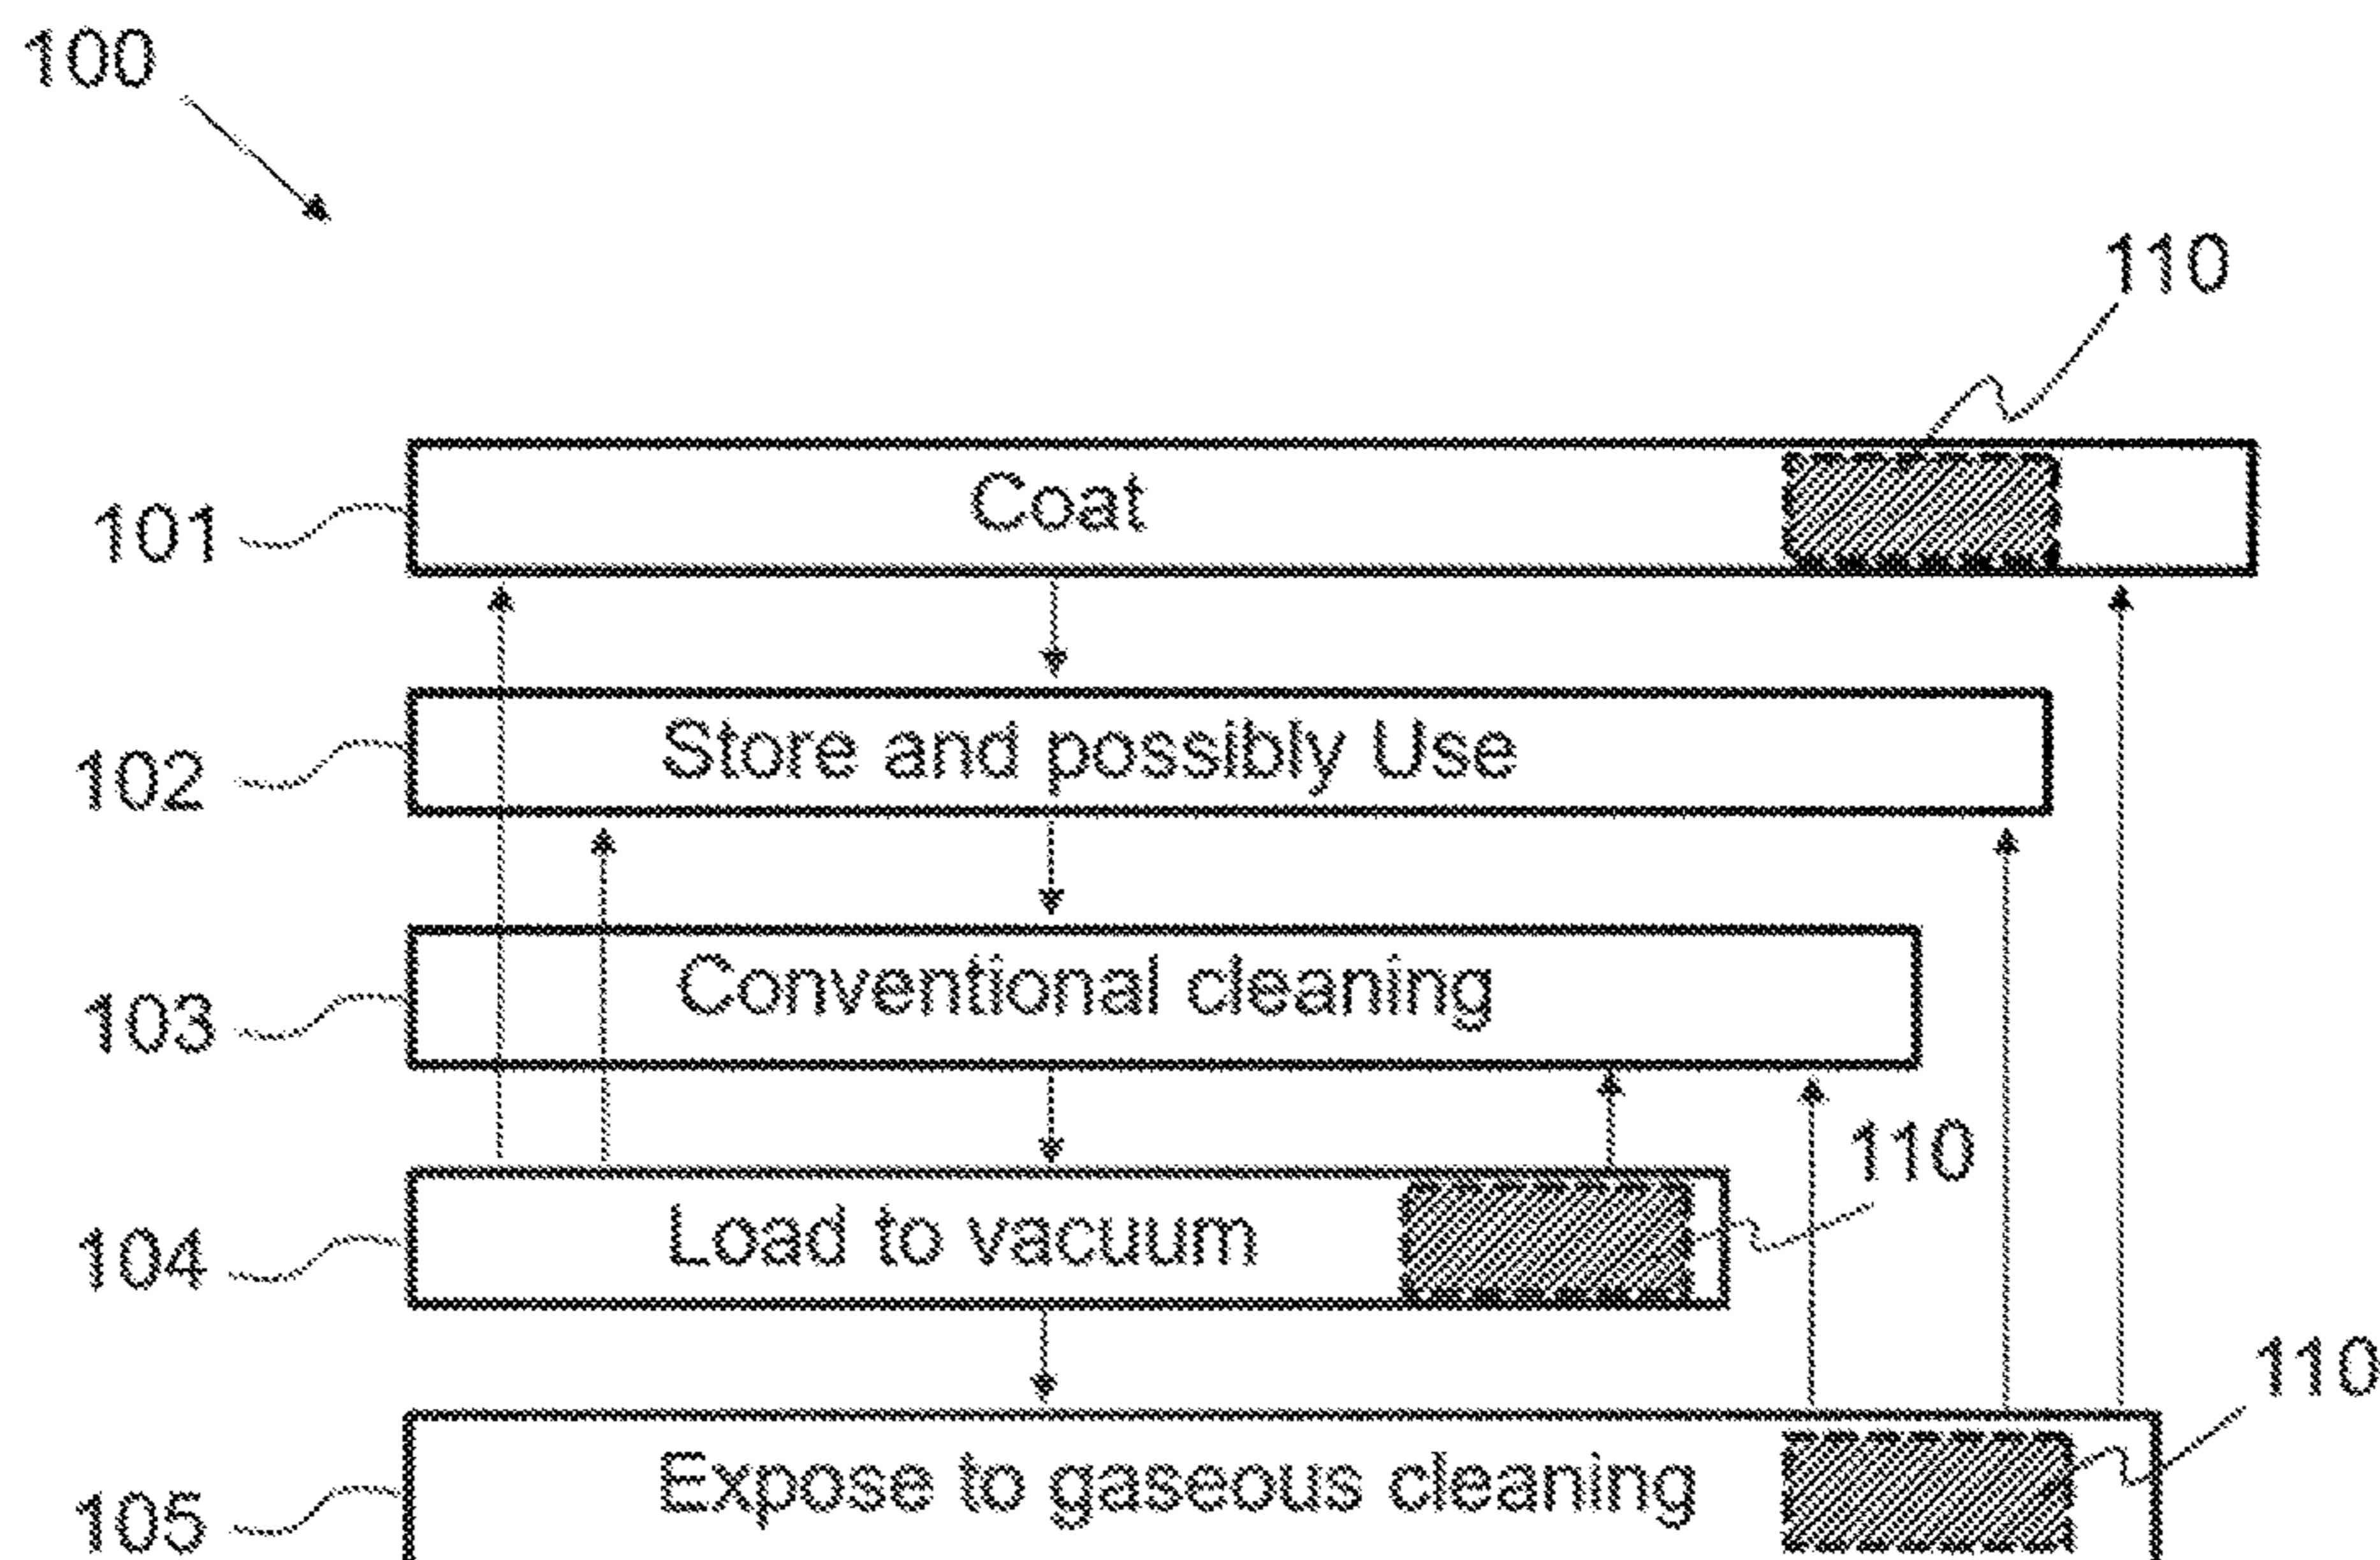 100
110
101 Coat
102 Store and possibly Use
103 Conventional cleaning
110
104 Load to vacuum
110
105 Expose to gaseous cleaning